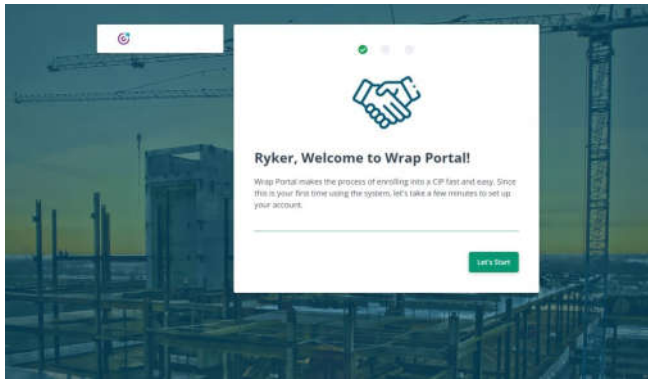 Ryker, Welcome to Wrap Portal!
Wrap Portal makes the process of enrolling into a CIP fast and easy. Since
this is your first time using the system, let's take a few minutes to set up
your account.
Let's Start